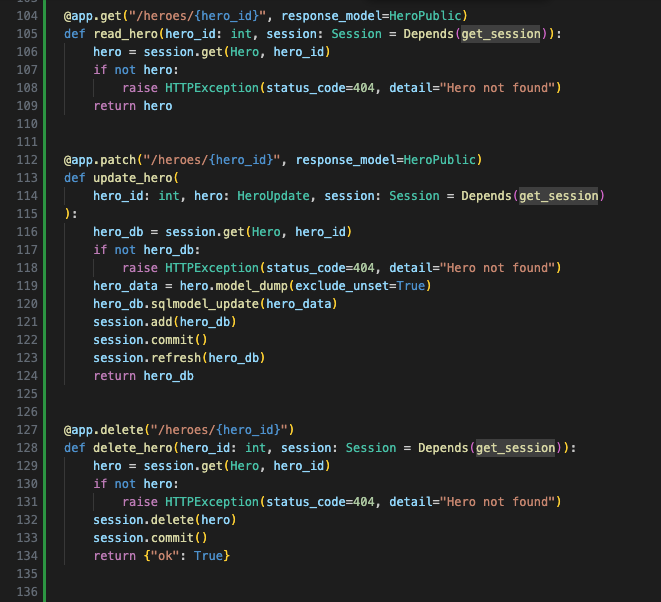 104 @app.get("/heroes/{hero_id}", response_model=HeroPublic)
105 def read_hero(hero_id: int, session: Session = Depends(get_session)):
106     hero = session.get(Hero, hero_id)
107     if not hero:
108         raise HTTPException(status_code=404, detail="Hero not found")
109     return hero
110
111
112 @app.patch("/heroes/{hero_id}", response_model=HeroPublic)
113 def update_hero(
114     hero_id: int, hero: HeroUpdate, session: Session = Depends(get_session)
115 ):
116     hero_db = session.get(Hero, hero_id)
117     if not hero_db:
118         raise HTTPException(status_code=404, detail="Hero not found")
119     hero_data = hero.model_dump(exclude_unset=True)
120     hero_db.sqlmodel_update(hero_data)
121     session.add(hero_db)
122     session.commit()
123     session.refresh(hero_db)
124     return hero_db
125
126
127 @app.delete("/heroes/{hero_id}")
128 def delete_hero(hero_id: int, session: Session = Depends(get_session)):
129     hero = session.get(Hero, hero_id)
130     if not hero:
131         raise HTTPException(status_code=404, detail="Hero not found")
132     session.delete(hero)
133     session.commit()
134     return {"ok": True}
135
136